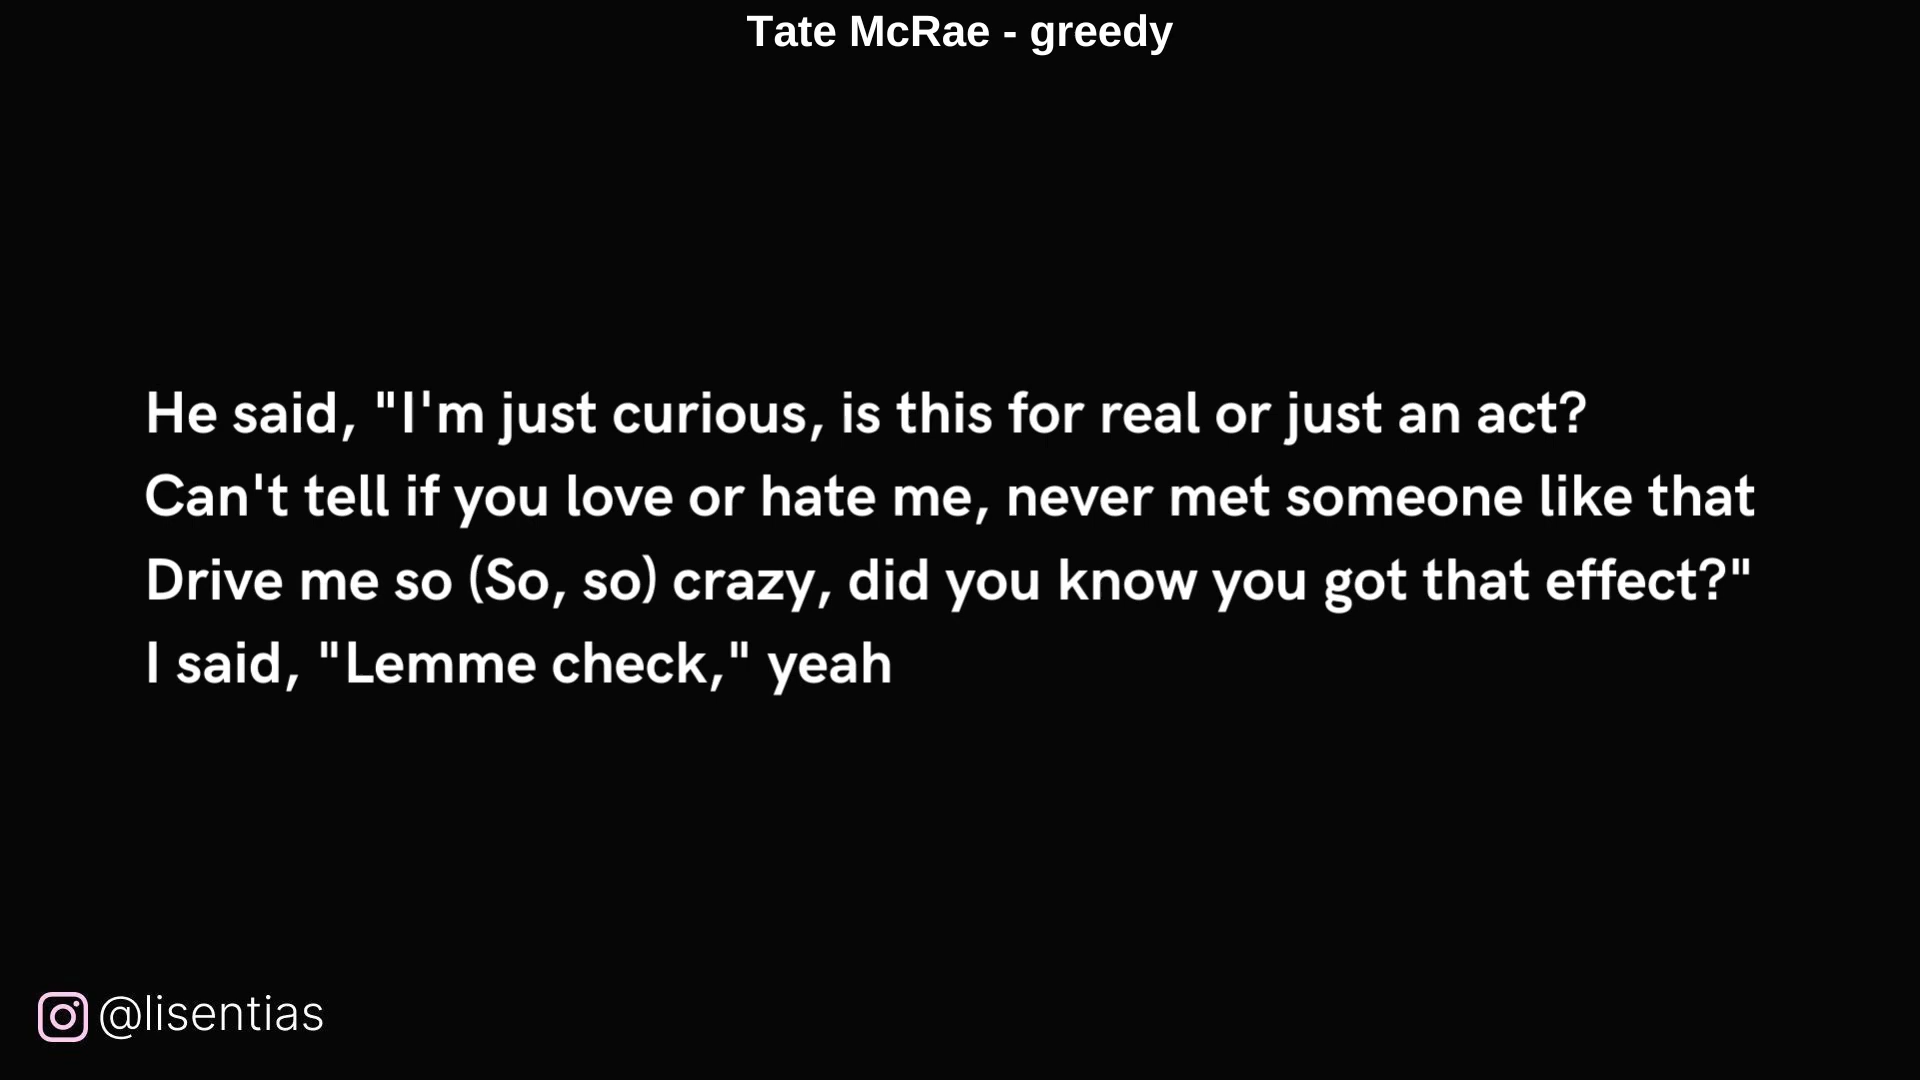 Tate McRae - greedy
He said, "I'm just curious, is this for real or just an act?
Can't tell if you love or hate me, never met someone like that
Drive me so (So, so) crazy, did you know you got that effect?"
I said, "Lemme check," yeah
@lisentias